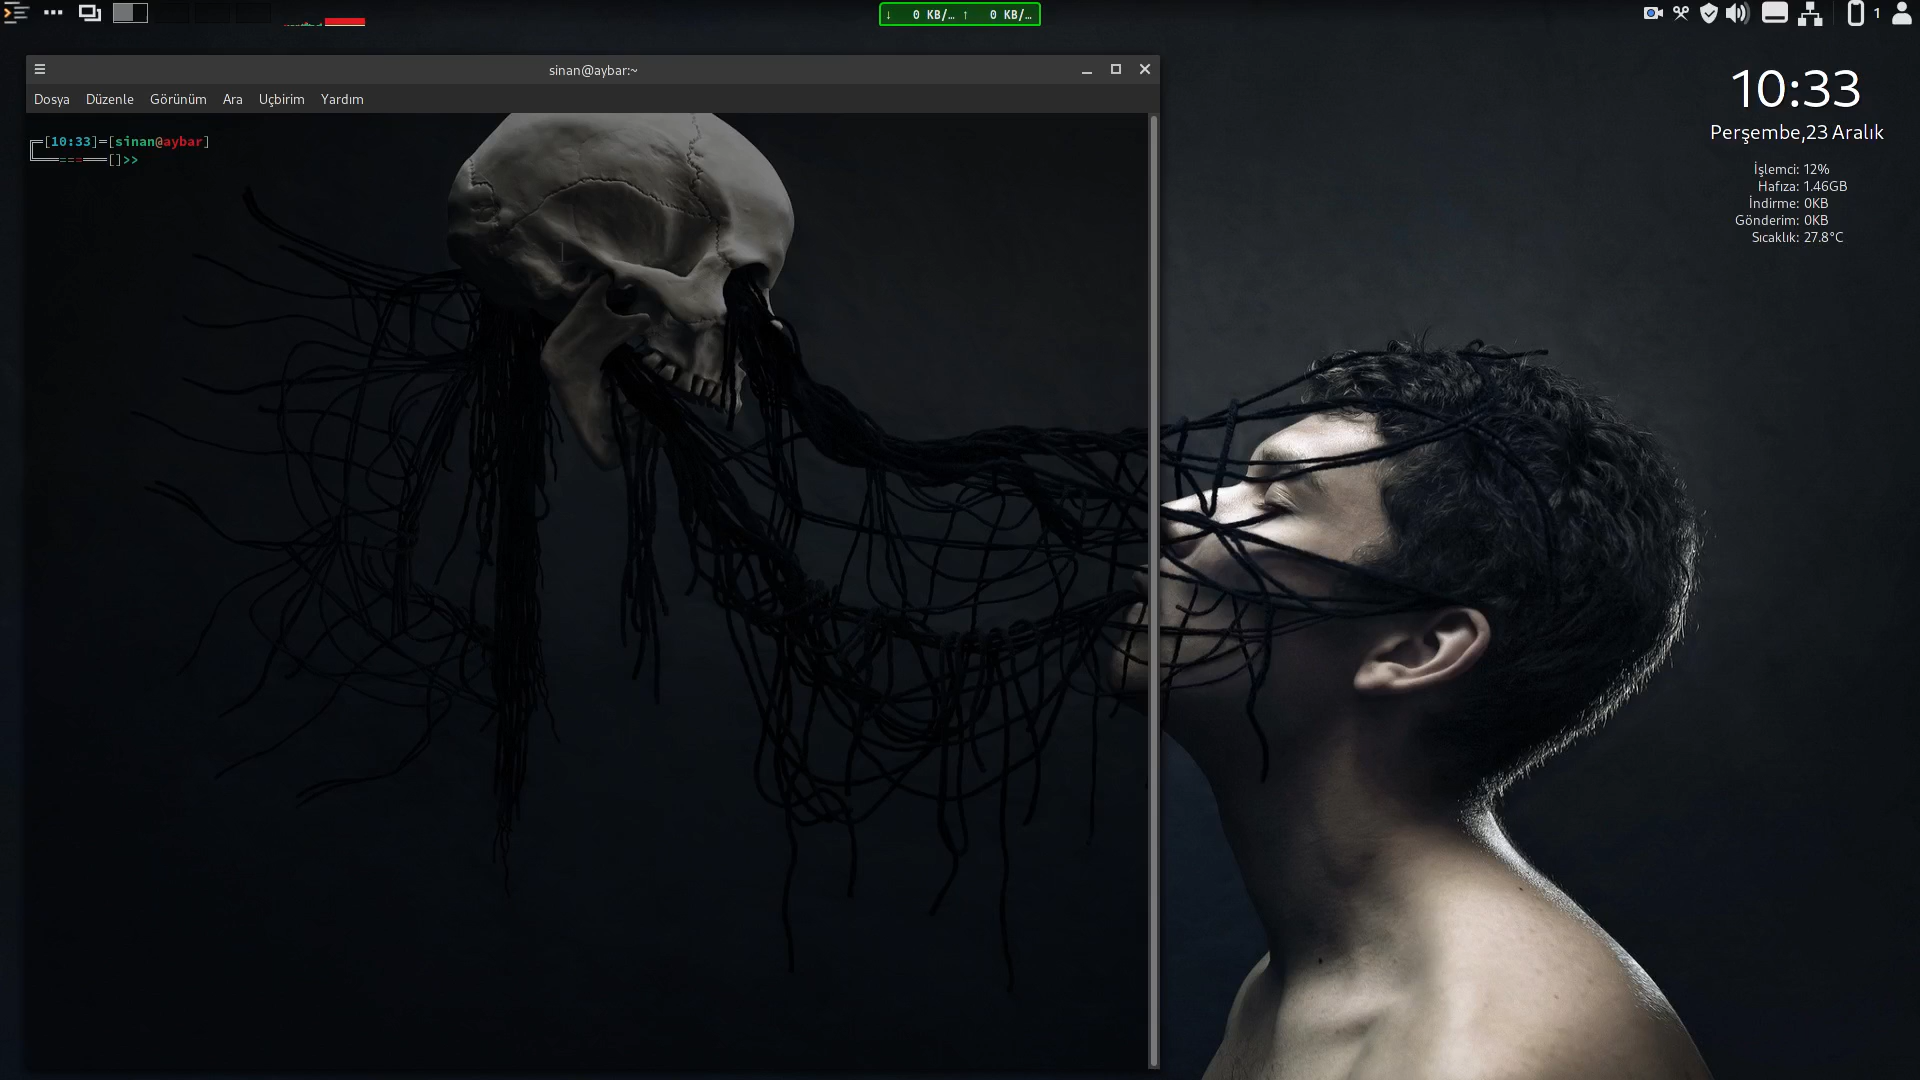 ↓ 0 KB/… ↑ 0 KB/…
1
sinan@aybar:~
Dosya Düzenle Görünüm Ara Uçbirim Yardım
╔═[10:33]=[sinan@aybar]
╚══===══[]>>
10:33
Perşembe,23 Aralık
İşlemci: 12%
Hafıza: 1.46GB
İndirme: 0KB
Gönderim: 0KB
Sıcaklık: 27.8°C